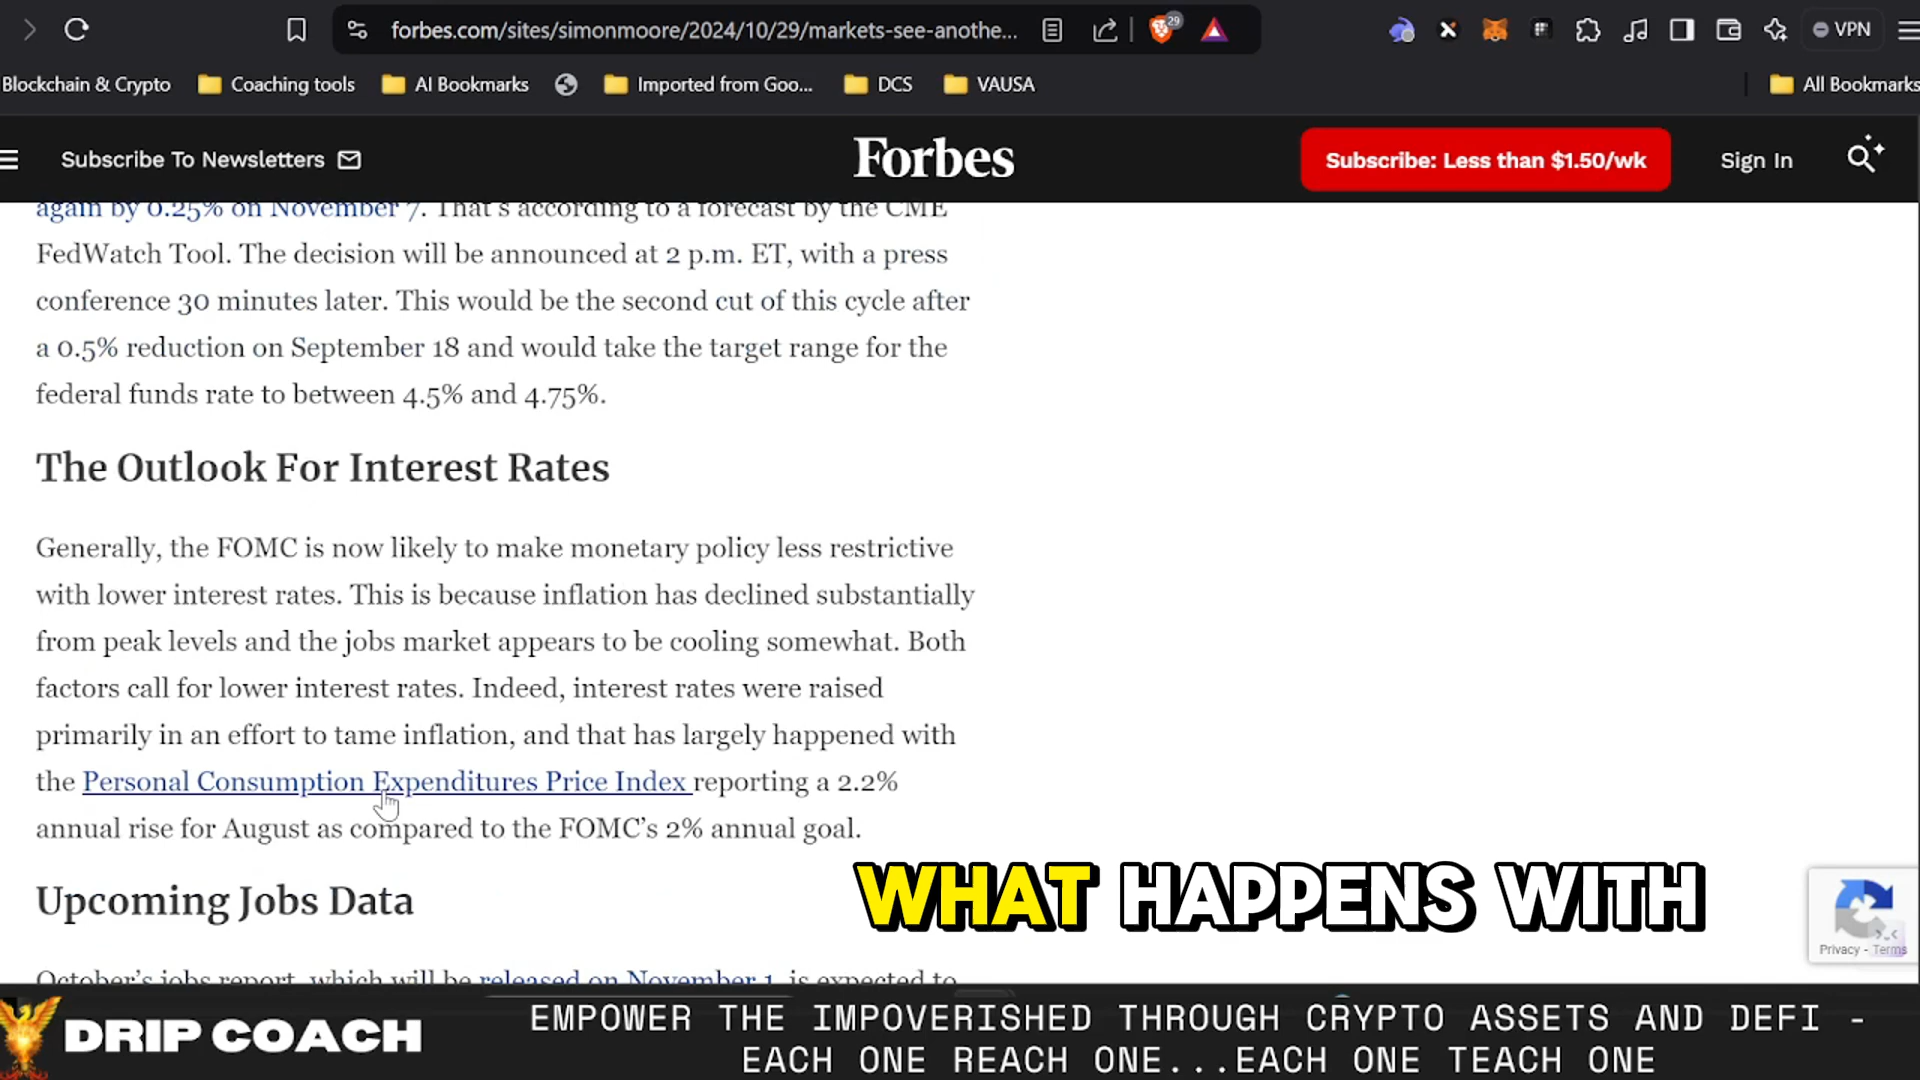 forbes.com/sites/simonmoore/2024/10/29/markets-see-anothe...
29
VPN
Blockchain & Crypto
Coaching tools
AI Bookmarks
Imported from Goo...
DCS
VAUSA
All Bookmarks
Subscribe To Newsletters
Forbes
Subscribe: Less than $1.50/wk
Sign In
again by 0.25% on November 7. That's according to a forecast by the CME
FedWatch Tool. The decision will be announced at 2 p.m. ET, with a press
conference 30 minutes later. This would be the second cut of this cycle after
a 0.5% reduction on September 18 and would take the target range for the
federal funds rate to between 4.5% and 4.75%.
The Outlook For Interest Rates
Generally, the FOMC is now likely to make monetary policy less restrictive
with lower interest rates. This is because inflation has declined substantially
from peak levels and the jobs market appears to be cooling somewhat. Both
factors call for lower interest rates. Indeed, interest rates were raised
primarily in an effort to tame inflation, and that has largely happened with
the Personal Consumption Expenditures Price Index reporting a 2.2%
annual rise for August as compared to the FOMC's 2% annual goal.
WHAT HAPPENS WITH
Upcoming Jobs Data
Privacy - Terms
October's jobs report, which will be released on November 1, is expected to
DRIP COACH
EMPOWER THE IMPOVERISHED THROUGH CRYPTO ASSETS AND DEFI -
EACH ONE REACH ONE...EACH ONE TEACH ONE